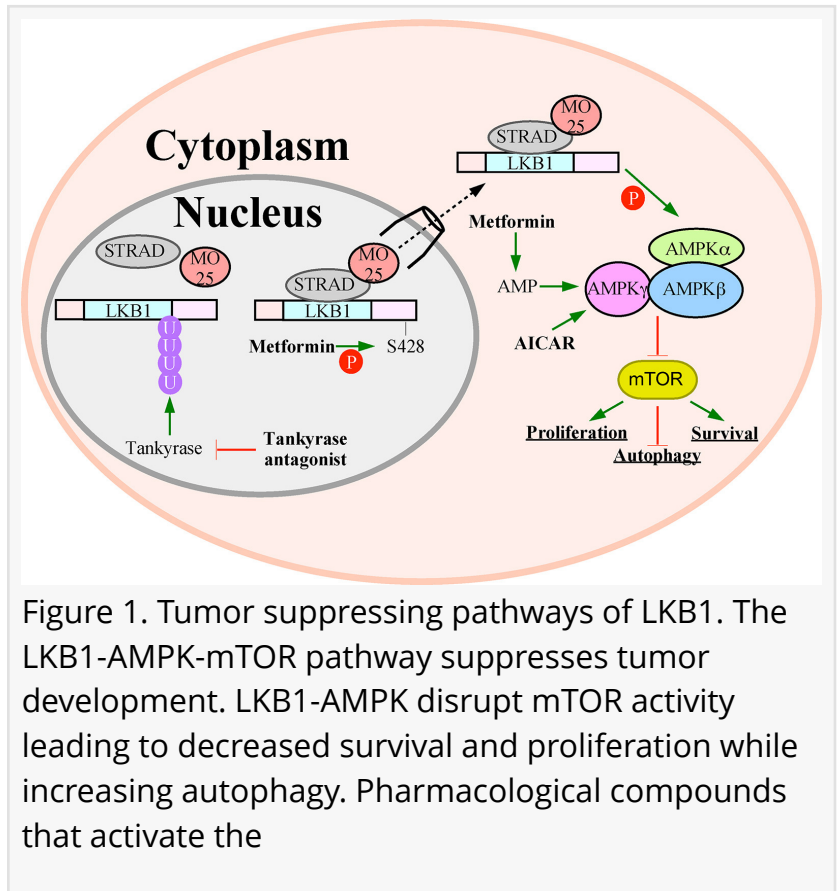 Cytoplasm
Nucleus
STRAD
MO
25
LKB1
U
U
U
U
Tankyrase
Tankyrase
antagonist
MO
25
STRAD
LKB1
Metformin
P
S428
MO
25
STRAD
LKB1
P
Metformin
AMP
AICAR
AMPKα
AMPKγ
AMPKβ
mTOR
Proliferation
Survival
Autophagy
Figure 1. Tumor suppressing pathways of LKB1. The
LKB1-AMPK-mTOR pathway suppresses tumor
development. LKB1-AMPK disrupt mTOR activity
leading to decreased survival and proliferation while
increasing autophagy. Pharmacological compounds
that activate the